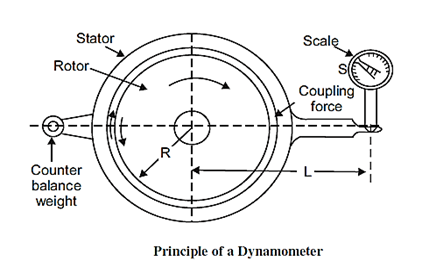 Stator
Scale
Rotor
S
Coupling
force
R
L
Counter
balance
weight
Principle of a Dynamometer